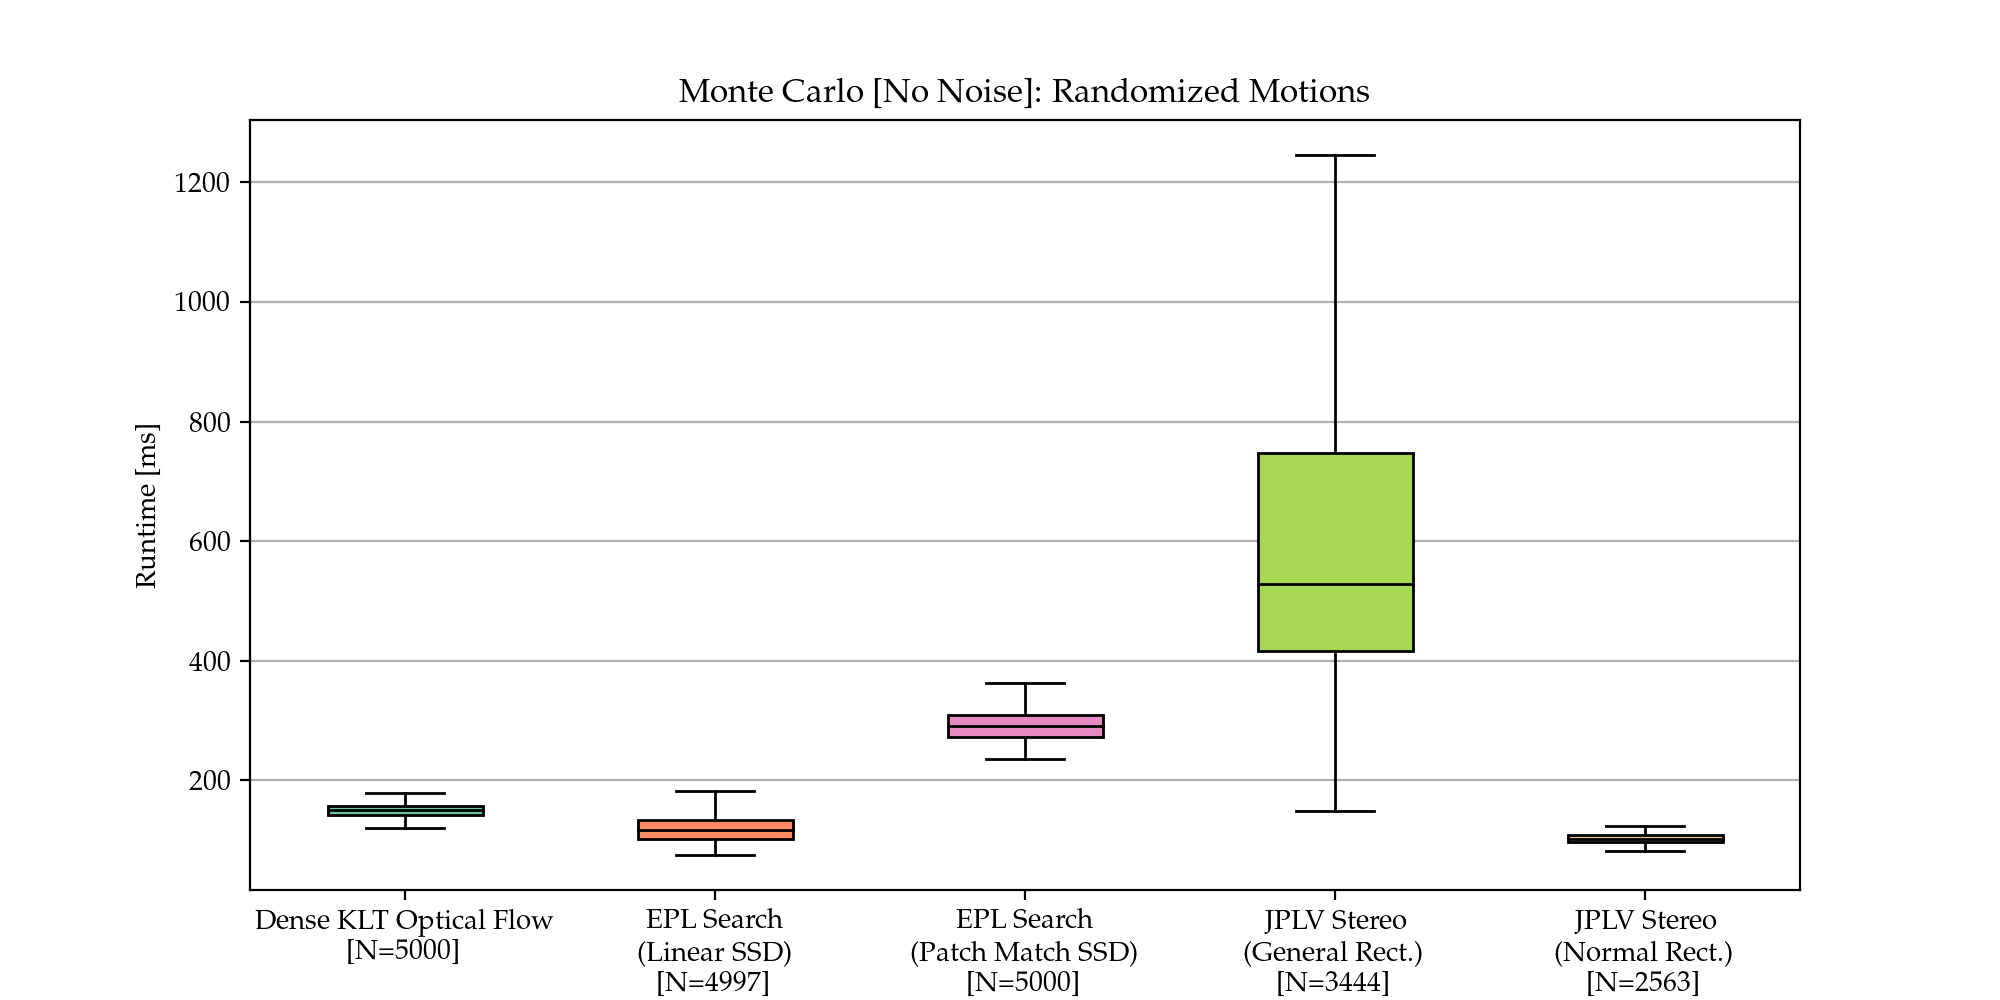 Monte Carlo [No Noise]: Randomized Motions
Runtime [ms]
1200
1000
800
600
400
200
Dense KLT Optical Flow
[N=5000]
EPL Search
(Linear SSD)
[N=4997]
EPL Search
(Patch Match SSD)
[N=5000]
JPLV Stereo
(General Rect.)
[N=3444]
JPLV Stereo
(Normal Rect.)
[N=2563]